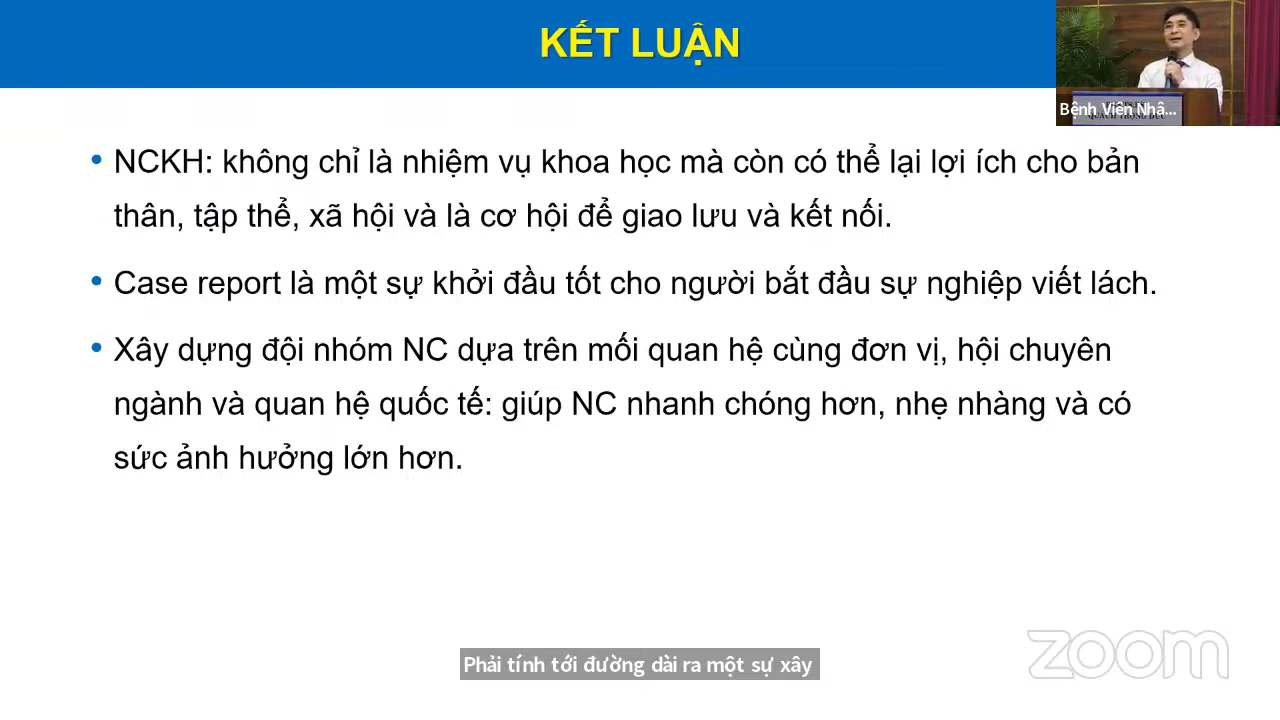 KẾT LUẬN
Bệnh Viện Nhâ...
QUÁCH TRỌNG ĐỨC
• NCKH: không chỉ là nhiệm vụ khoa học mà còn có thể lại lợi ích cho bản
thân, tập thể, xã hội và là cơ hội để giao lưu và kết nối.
• Case report là một sự khởi đầu tốt cho người bắt đầu sự nghiệp viết lách.
• Xây dựng đội nhóm NC dựa trên mối quan hệ cùng đơn vị, hội chuyên
ngành và quan hệ quốc tế: giúp NC nhanh chóng hơn, nhẹ nhàng và có
sức ảnh hưởng lớn hơn.
zoom
Phải tính tới đường dài ra một sự xây